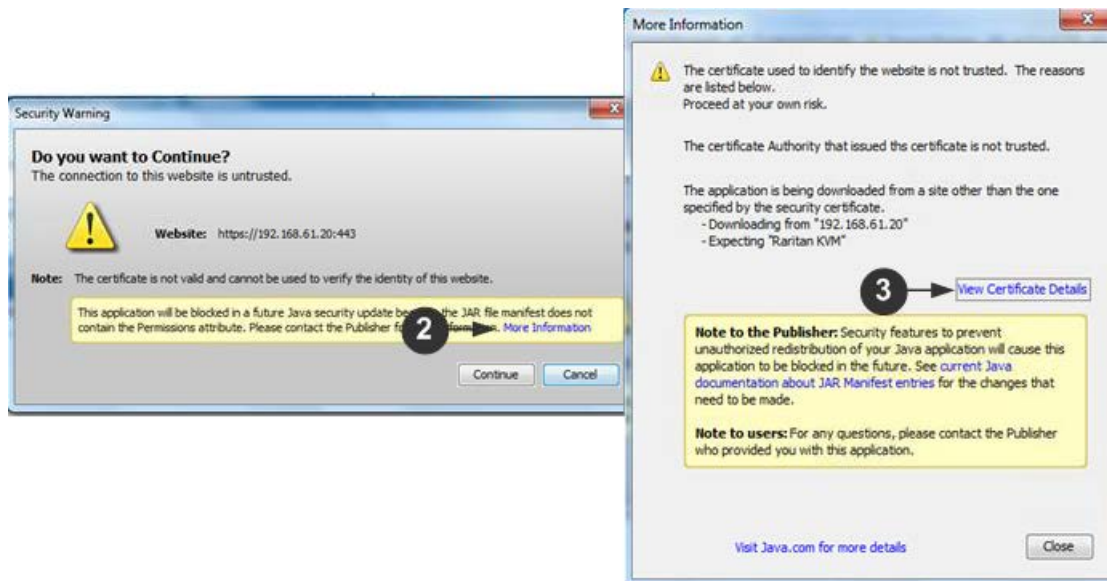 Security Warning
Do you want to Continue?
The connection to this website is untrusted.
Website: https://192.168.61.20:443
Note: The certificate is not valid and cannot be used to verify the identity of this website.
This application will be blocked in a future Java security update the JAR file manifest does not
contain the Permissions attribute. Please contact the Publisher More Information
2
Continue Cancel
More Information
The certificate used to identify the website is not trusted. The reasons
are listed below.
Proceed at your own risk.
The certificate Authority that issued ths certificate is not trusted.
The application is being downloaded from a site other than the one
specified by the security certificate.
- Downloading from "192.168.61.20"
- Expecting "Raritan KVM"
3
View Certificate Details
Note to the Publisher: Security features to prevent
unauthorized redistribution of your Java application will cause this
application to be blocked in the future. See current Java
documentation about JAR Manifest entries for the changes that
need to be made.
Note to users: For any questions, please contact the Publisher
who provided you with this application.
Visit Java.com for more details
Close